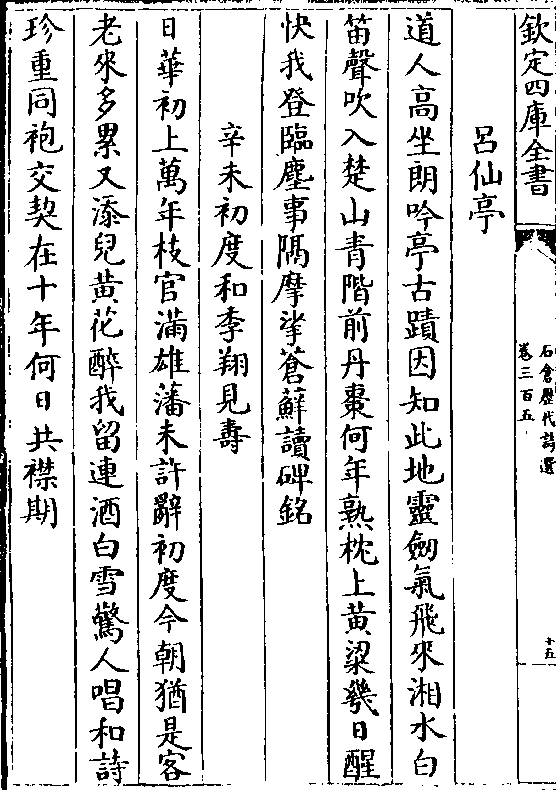 欽定四庫全書
石倉歷代詩選
卷三百五
十五
呂仙亭
道人高坐朗吟亭古蹟因知此地靈劒氣飛來湘水白
笛聲吹入楚山青階前丹棗何年熟枕上黃粱幾日醒
快我登臨塵事隔摩挲蒼蘚讀碑銘
辛未初度和季翔見壽
日華初上萬年枝官滿雄藩未許辭初度今朝猶是客
老來多累又添兒黃花醉我留連酒白雪驚人唱和詩
珍重同袍交契在十年何日共襟期